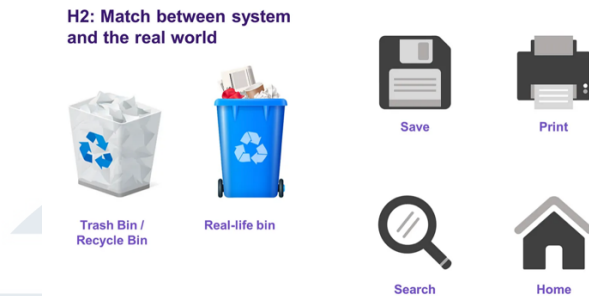 H2: Match between system
and the real world
Save
Print
Trash Bin /
Recycle Bin
Real-life bin
Search
Home